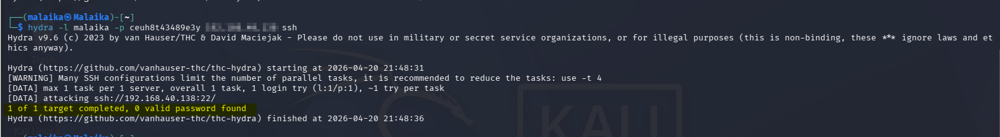 ┌──(malaika㉿Malaika)-[~]
└─$ hydra -l malaika -p ceuh8t43489e3y ssh
Hydra v9.6 (c) 2023 by van Hauser/THC & David Maciejak - Please do not use in military or secret service organizations, or for illegal purposes (this is non-binding, these *** ignore laws and et
hics anyway).
Hydra (https://github.com/vanhauser-thc/thc-hydra) starting at 2026-04-20 21:48:31
[WARNING] Many SSH configurations limit the number of parallel tasks, it is recommended to reduce the tasks: use -t 4
[DATA] max 1 task per 1 server, overall 1 task, 1 login try (l:1/p:1), ~1 try per task
[DATA] attacking ssh://192.168.40.138:22/
1 of 1 target completed, 0 valid password found
Hydra (https://github.com/vanhauser-thc/thc-hydra) finished at 2026-04-20 21:48:36
KALI